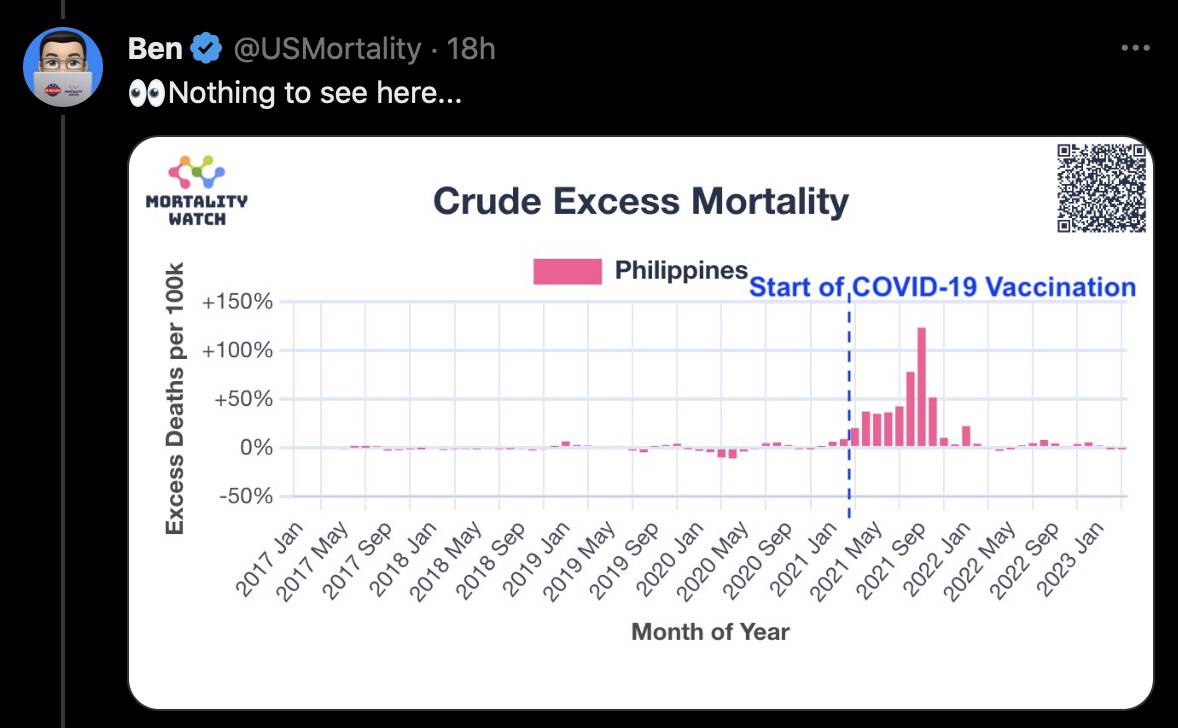 Ben @USMortality · 18h
👀Nothing to see here...
MORTALITY
WATCH
Crude Excess Mortality
Philippines
Start of COVID-19 Vaccination
Excess Deaths per 100k
+150%
+100%
+50%
0%
-50%
2017 Jan
2017 May
2017 Sep
2018 Jan
2018 May
2018 Sep
2019 Jan
2019 May
2019 Sep
2020 Jan
2020 May
2020 Sep
2021 Jan
2021 May
2021 Sep
2022 Jan
2022 May
2022 Sep
2023 Jan
Month of Year